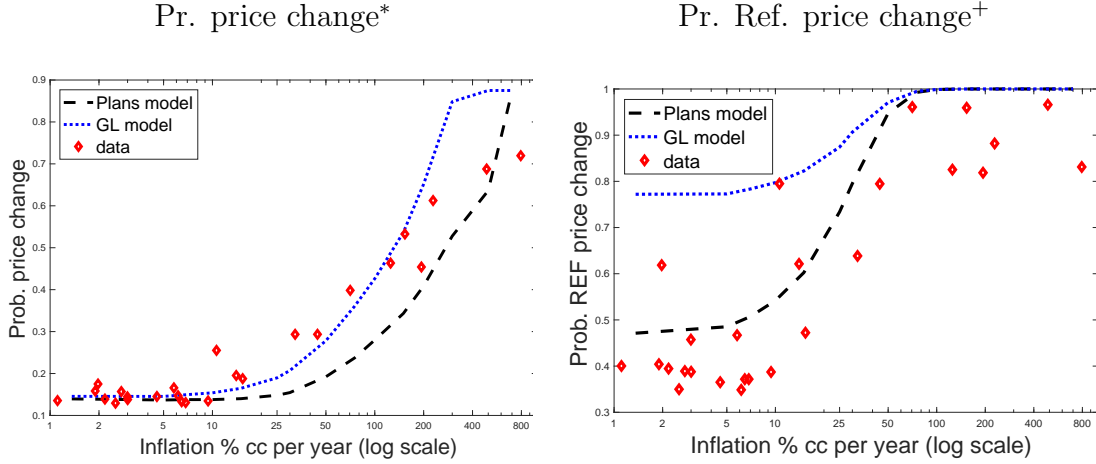 Pr. price change*
Pr. Ref. price change+
0.9
0.8
0.7
0.6
0.5
0.4
0.3
0.2
0.1
Prob. price change
Plans model
GL model
data
1 2 5 10 25 50 100 200 400 800
Inflation % cc per year (log scale)
1
0.9
0.8
0.7
0.6
0.5
0.4
0.3
Prob. REF price change
Plans model
GL model
data
1 2 5 10 25 50 100 200 400 800
Inflation % cc per year (log scale)